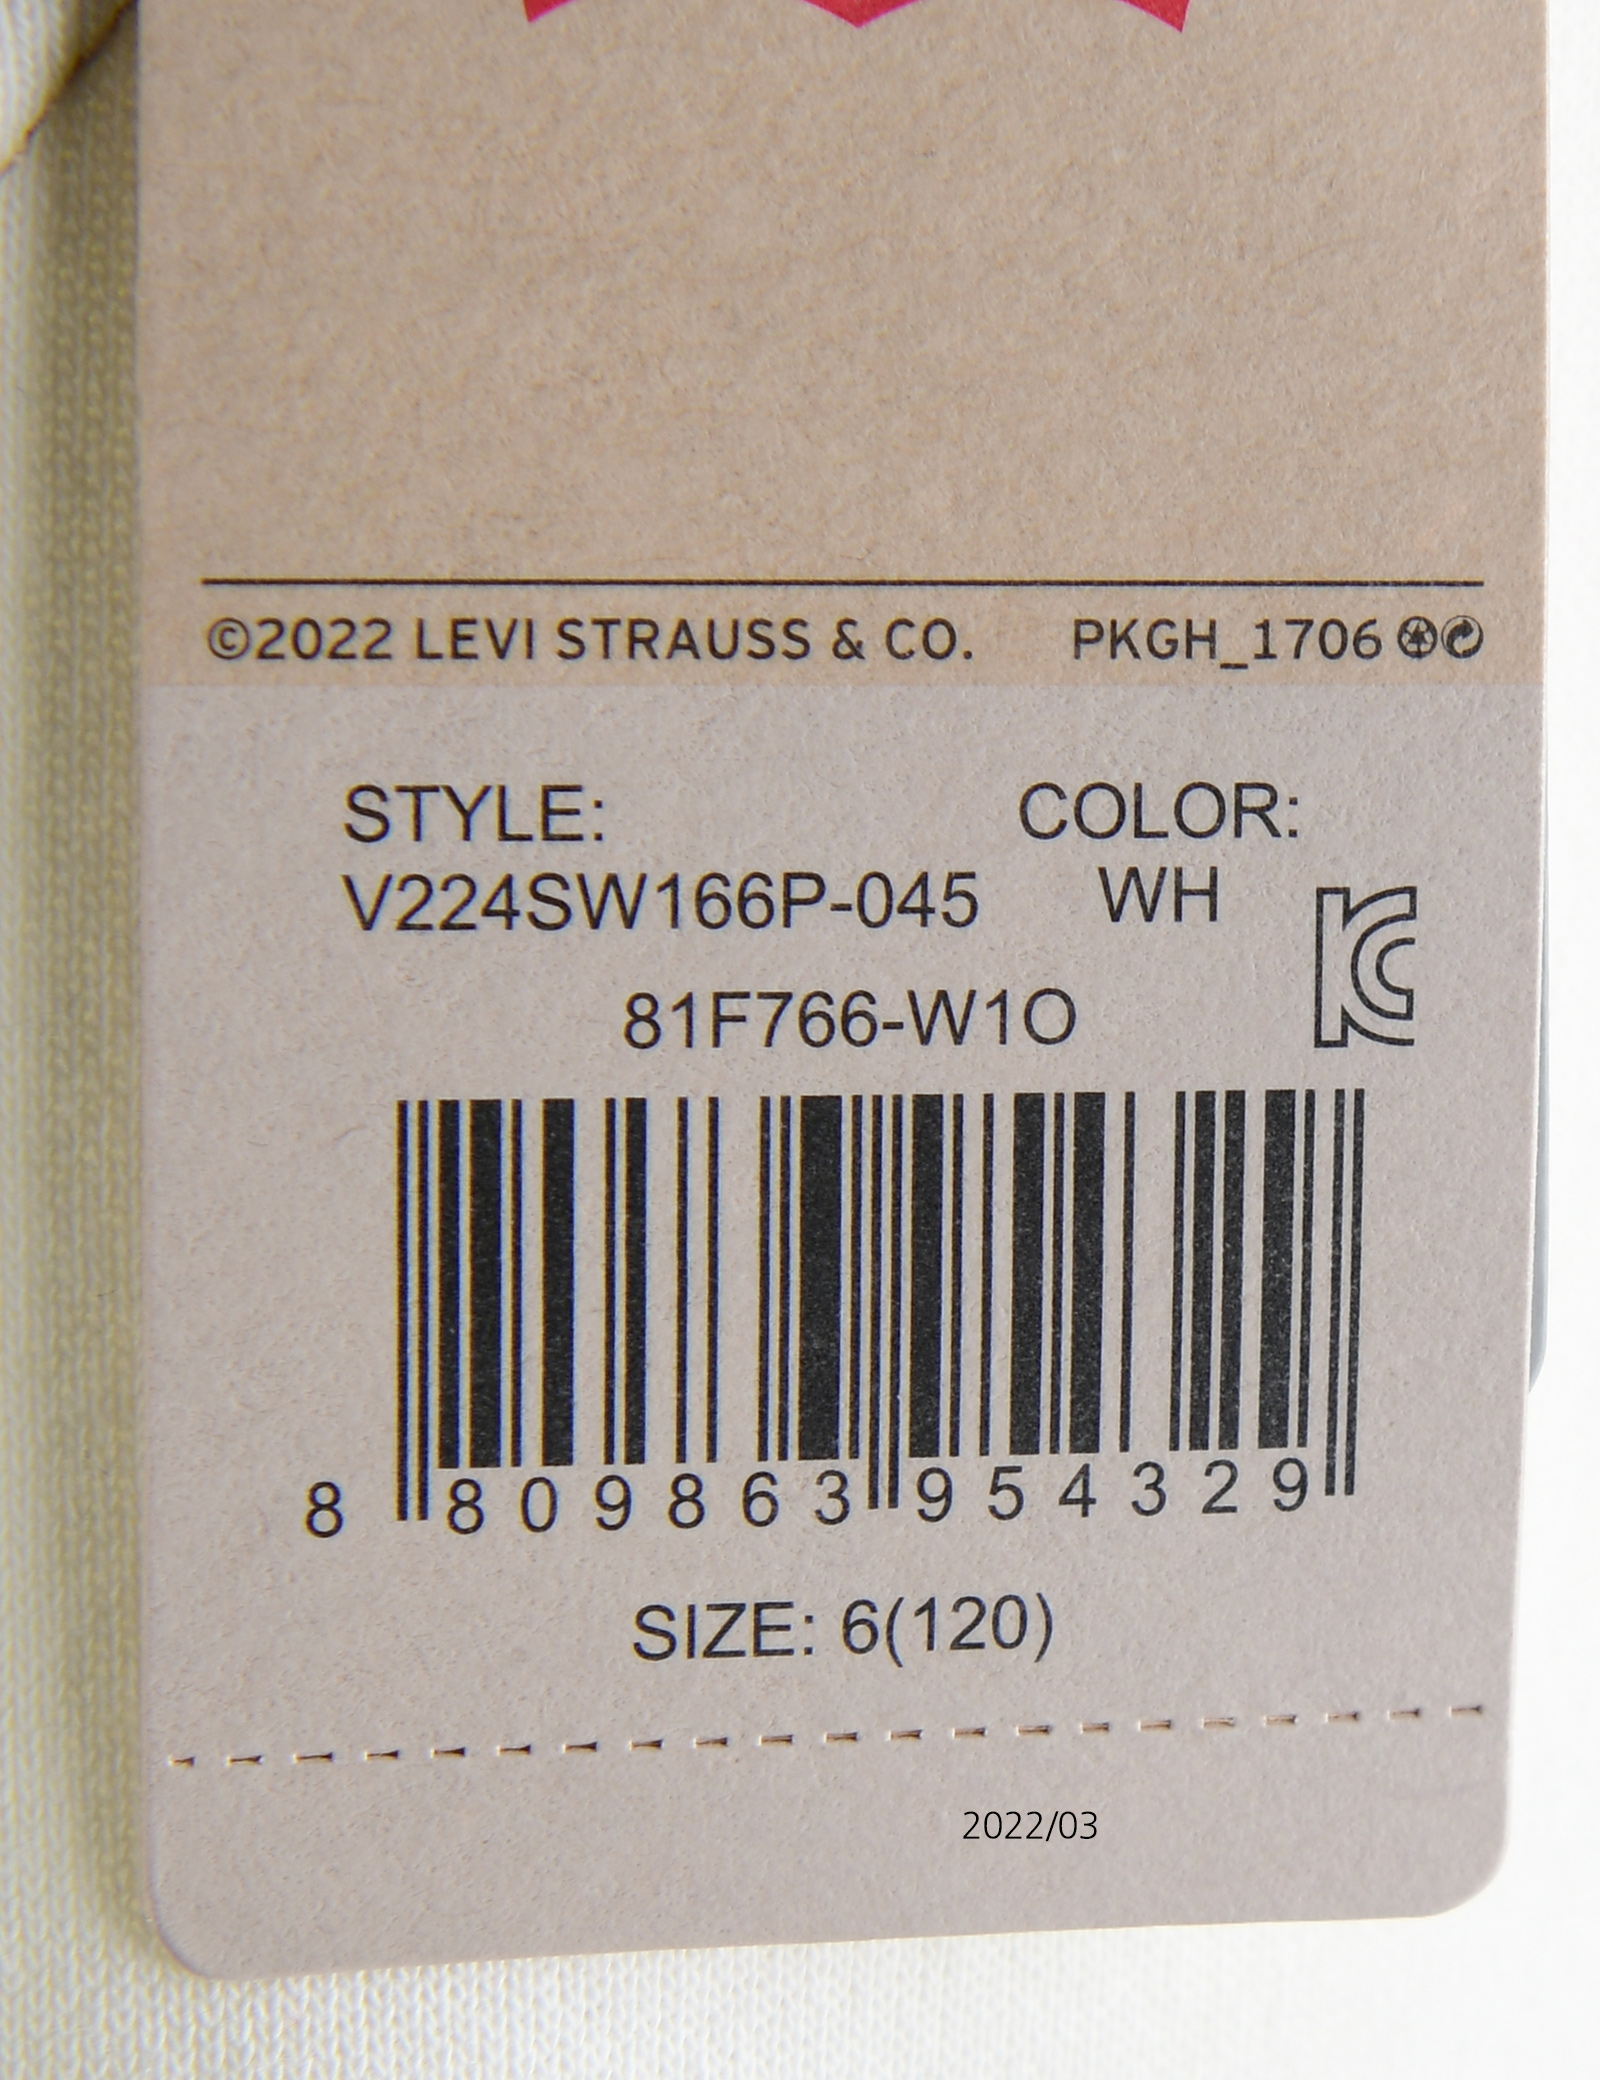 ©2022 LEVI STRAUSS & CO. PKGH_1706
STYLE: COLOR:
V224SW166P-045 WH
81F766-W1O
8 809863 954329
SIZE: 6(120)
2022/03